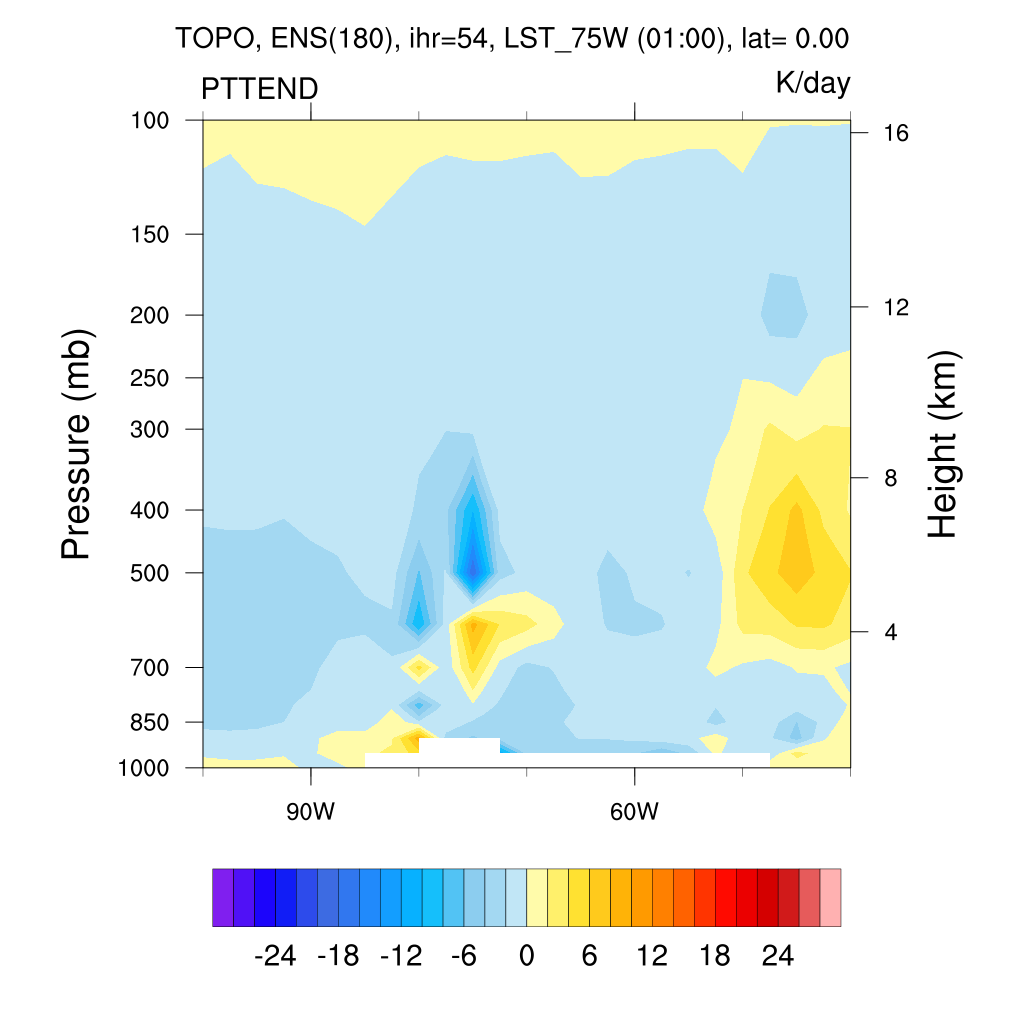 TOPO, ENS(180), ihr=54, LST_75W (01:00), lat= 0.00
PTTEND
K/day
100
150
200
250
300
400
500
700
850
1000
Pressure (mb)
16
12
8
4
Height (km)
90W
60W
-24 -18 -12 -6 0 6 12 18 24